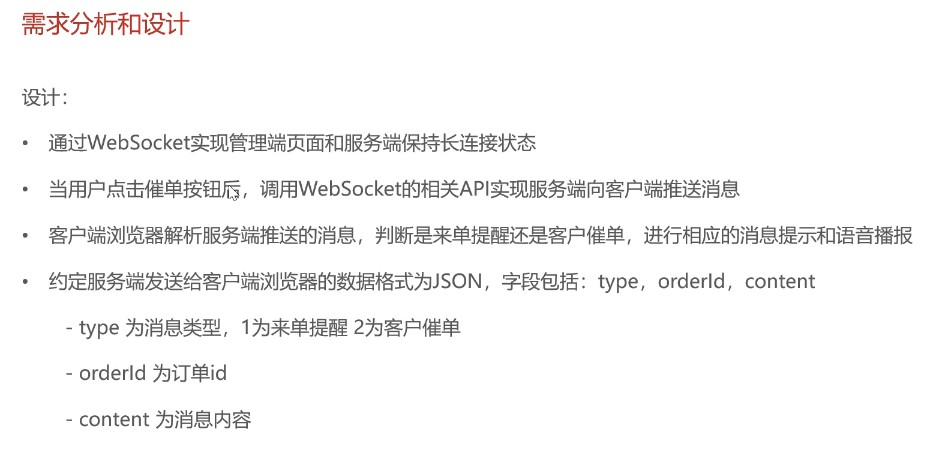 需求分析和设计
设计：
• 通过WebSocket实现管理端页面和服务端保持长连接状态
• 当用户点击催单按钮后，调用WebSocket的相关API实现服务端向客户端推送消息
• 客户端浏览器解析服务端推送的消息，判断是来单提醒还是客户催单，进行相应的消息提示和语音播报
• 约定服务端发送给客户端浏览器的数据格式为JSON，字段包括：type，orderId，content
- type 为消息类型，1为来单提醒 2为客户催单
- orderId 为订单id
- content 为消息内容